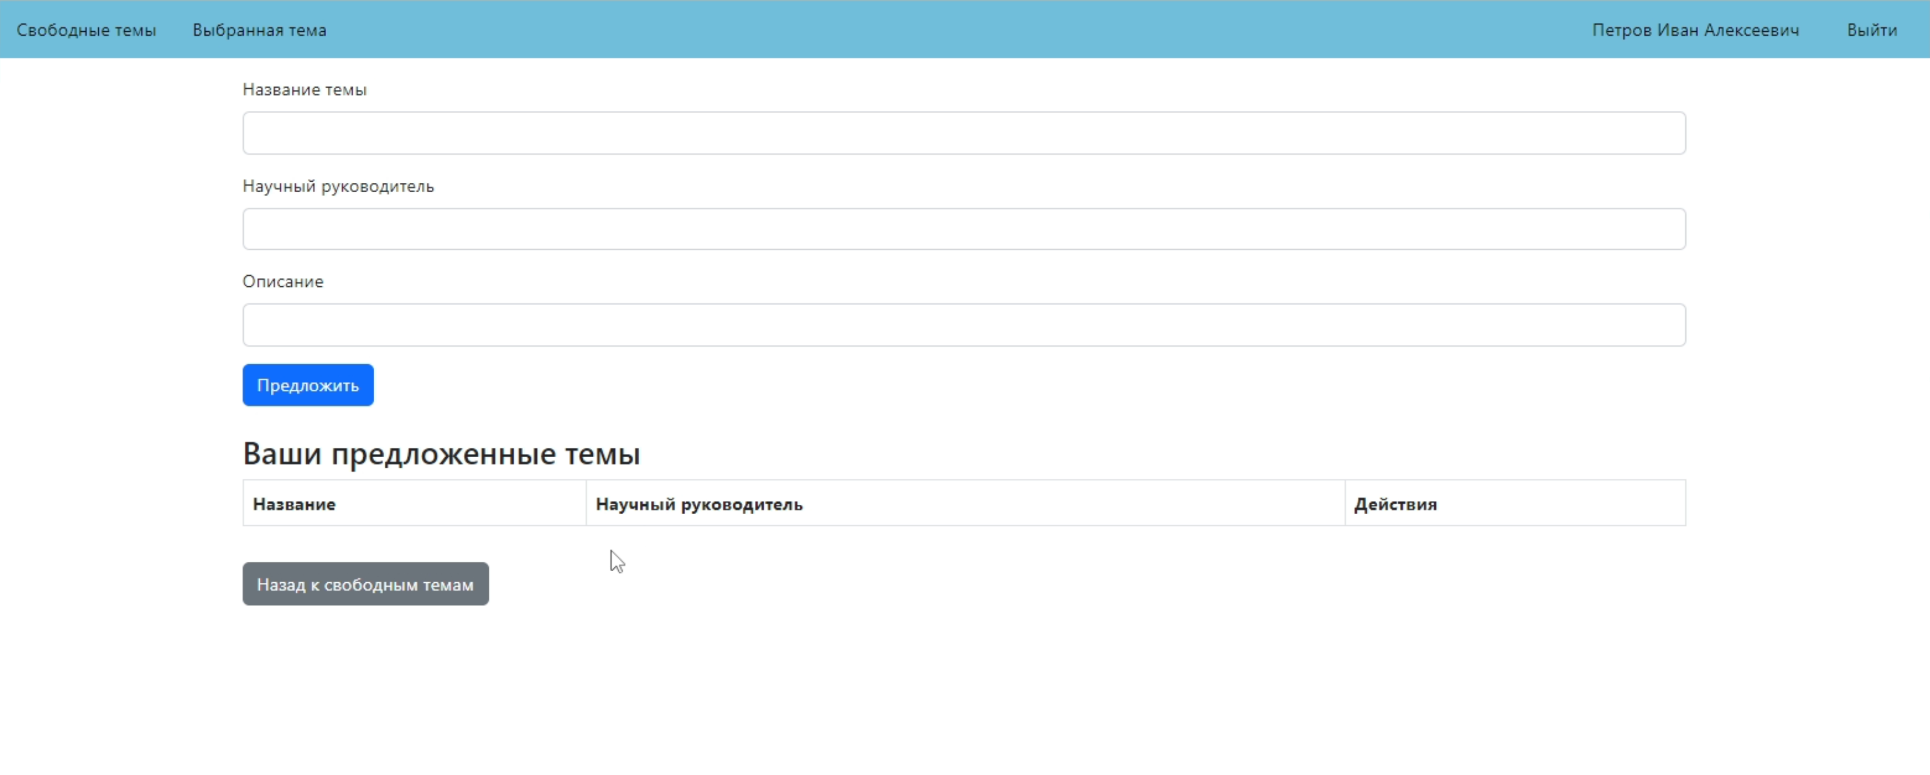 Свободные темы Выбранная тема Петров Иван Алексеевич Выйти
Название темы
Научный руководитель
Описание
Предложить
Ваши предложенные темы
Название Научный руководитель Действия
Назад к свободным темам